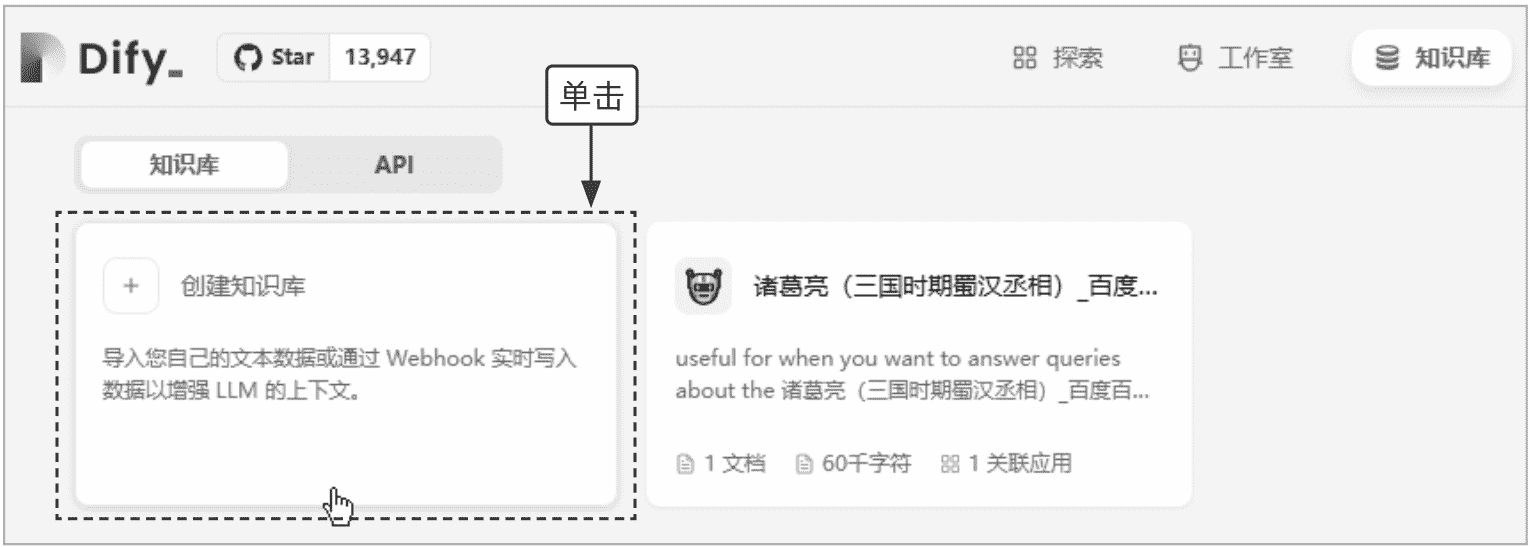 Dify_
Star 13,947
探索
工作室
知识库
单击
知识库
API
创建知识库
导入您自己的文本数据或通过 Webhook 实时写入
数据以增强 LLM 的上下文。
诸葛亮（三国时期蜀汉丞相）_百度...
useful for when you want to answer queries
about the 诸葛亮（三国时期蜀汉丞相）_百度百...
1 文档 60千字符 1 关联应用